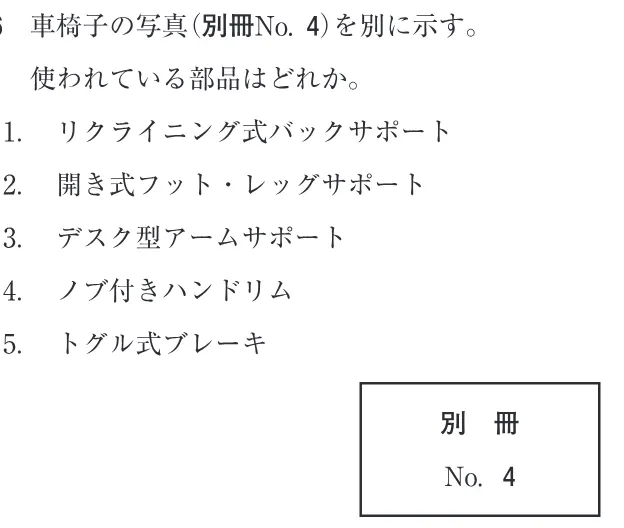 6 車椅子の写真(別冊No. 4)を別に示す。
使われている部品はどれか。
1. リクライニング式バックサポート
2. 開き式フット・レッグサポート
3. デスク型アームサポート
4. ノブ付きハンドリム
5. トグル式ブレーキ
別 冊
No. 4